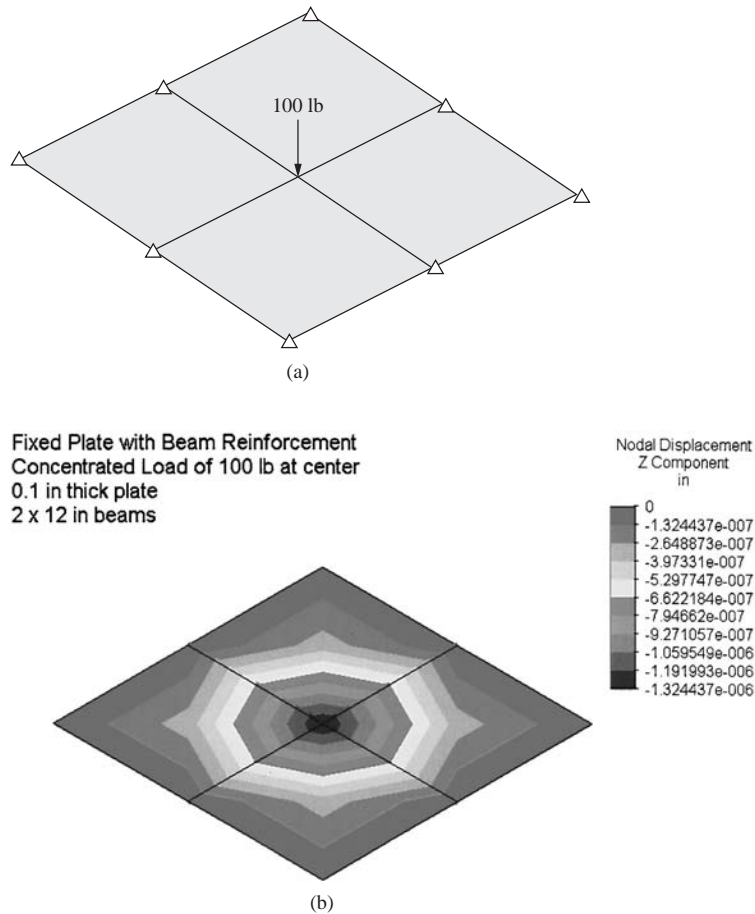 100 lb
(a)
Fixed Plate with Beam Reinforcement
Concentrated Load of 100 lb at center
0.1 in thick plate
2 x 12 in beams
Nodal Displacement
Z Component
in
0
-1.324437e-007
-2.648873e-007
-3.97331e-007
-5.297747e-007
-6.622184e-007
-7.94662e-007
-9.271057e-007
-1.059549e-006
-1.191993e-006
-1.324437e-006
(b)